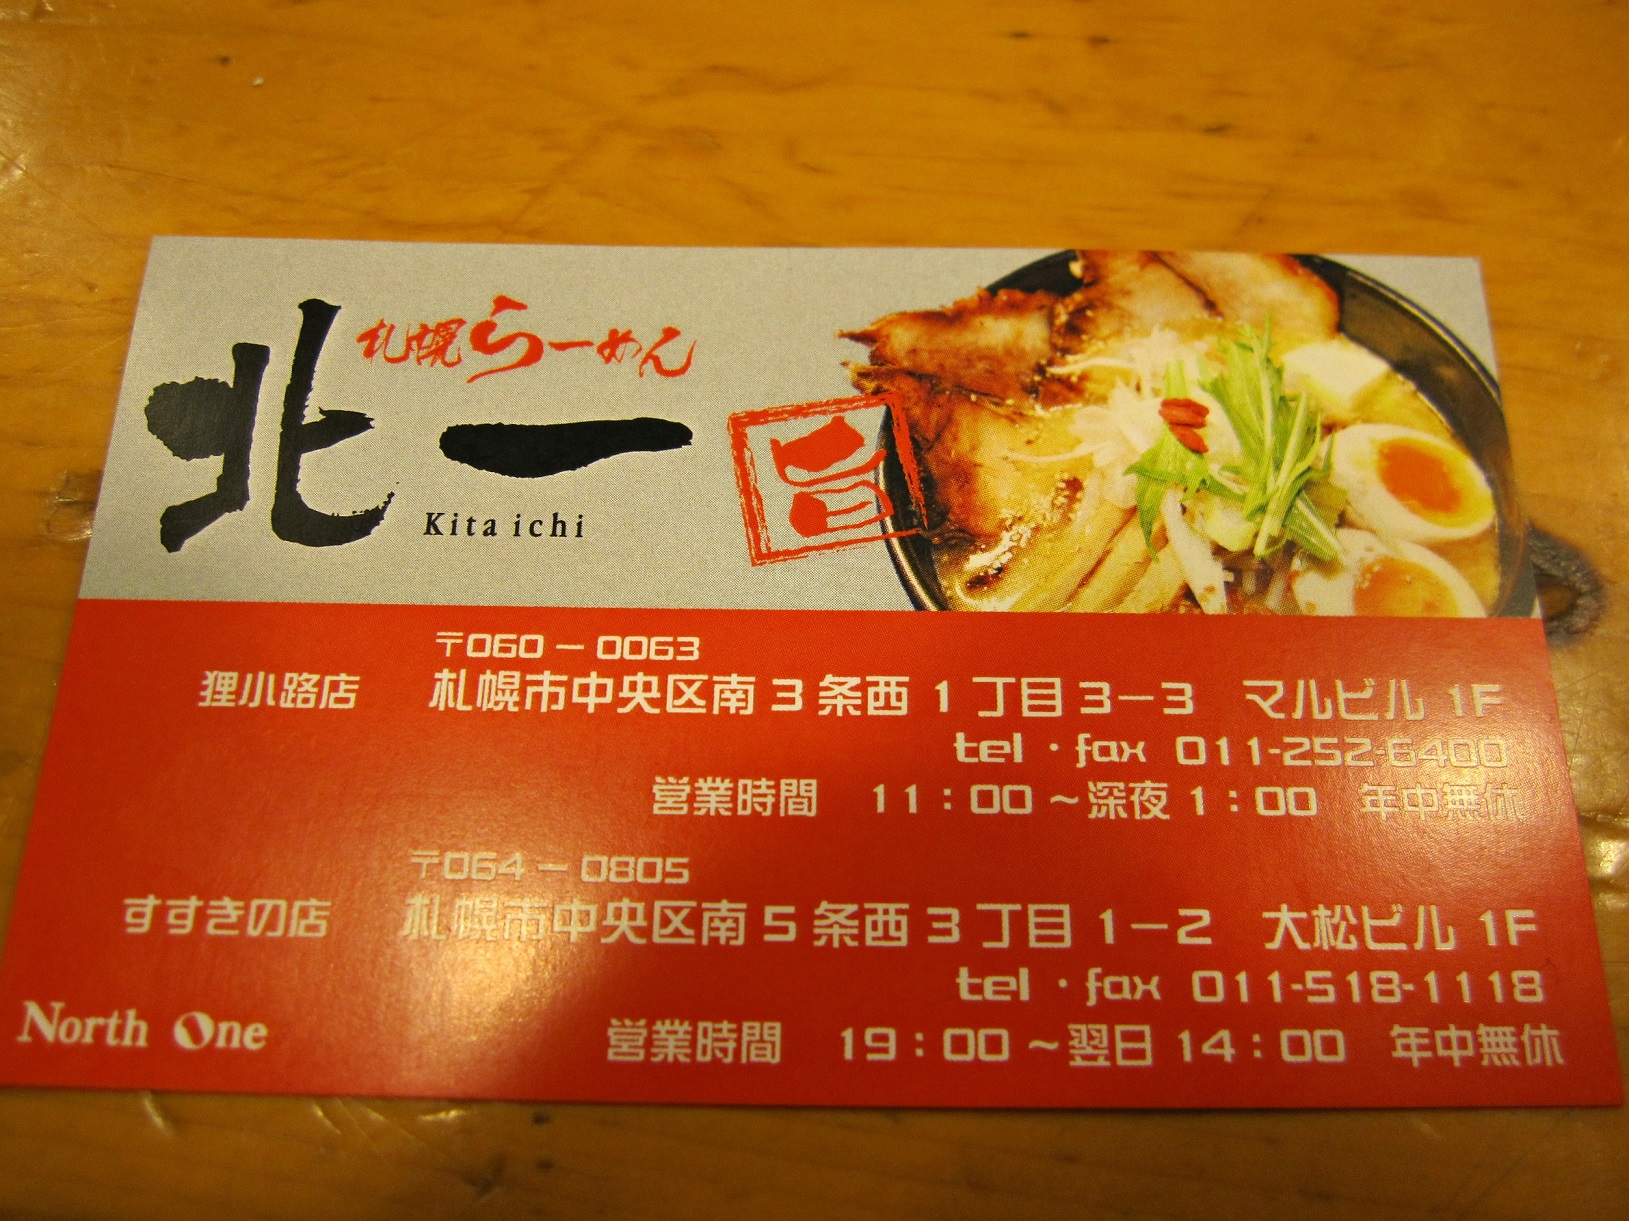 札幌らーめん
北一
Kita ichi
旨
〒060-0063
狸小路店 札幌市中央区南3条西1丁目3-3 マルビル 1F
tel・fax 011-252-6400
営業時間 11:00~深夜1:00 年中無休
〒064-0805
すすきの店 札幌市中央区南5条西3丁目1-2 大松ビル 1F
tel・fax 011-518-1118
North One 営業時間 19:00~翌日14:00 年中無休